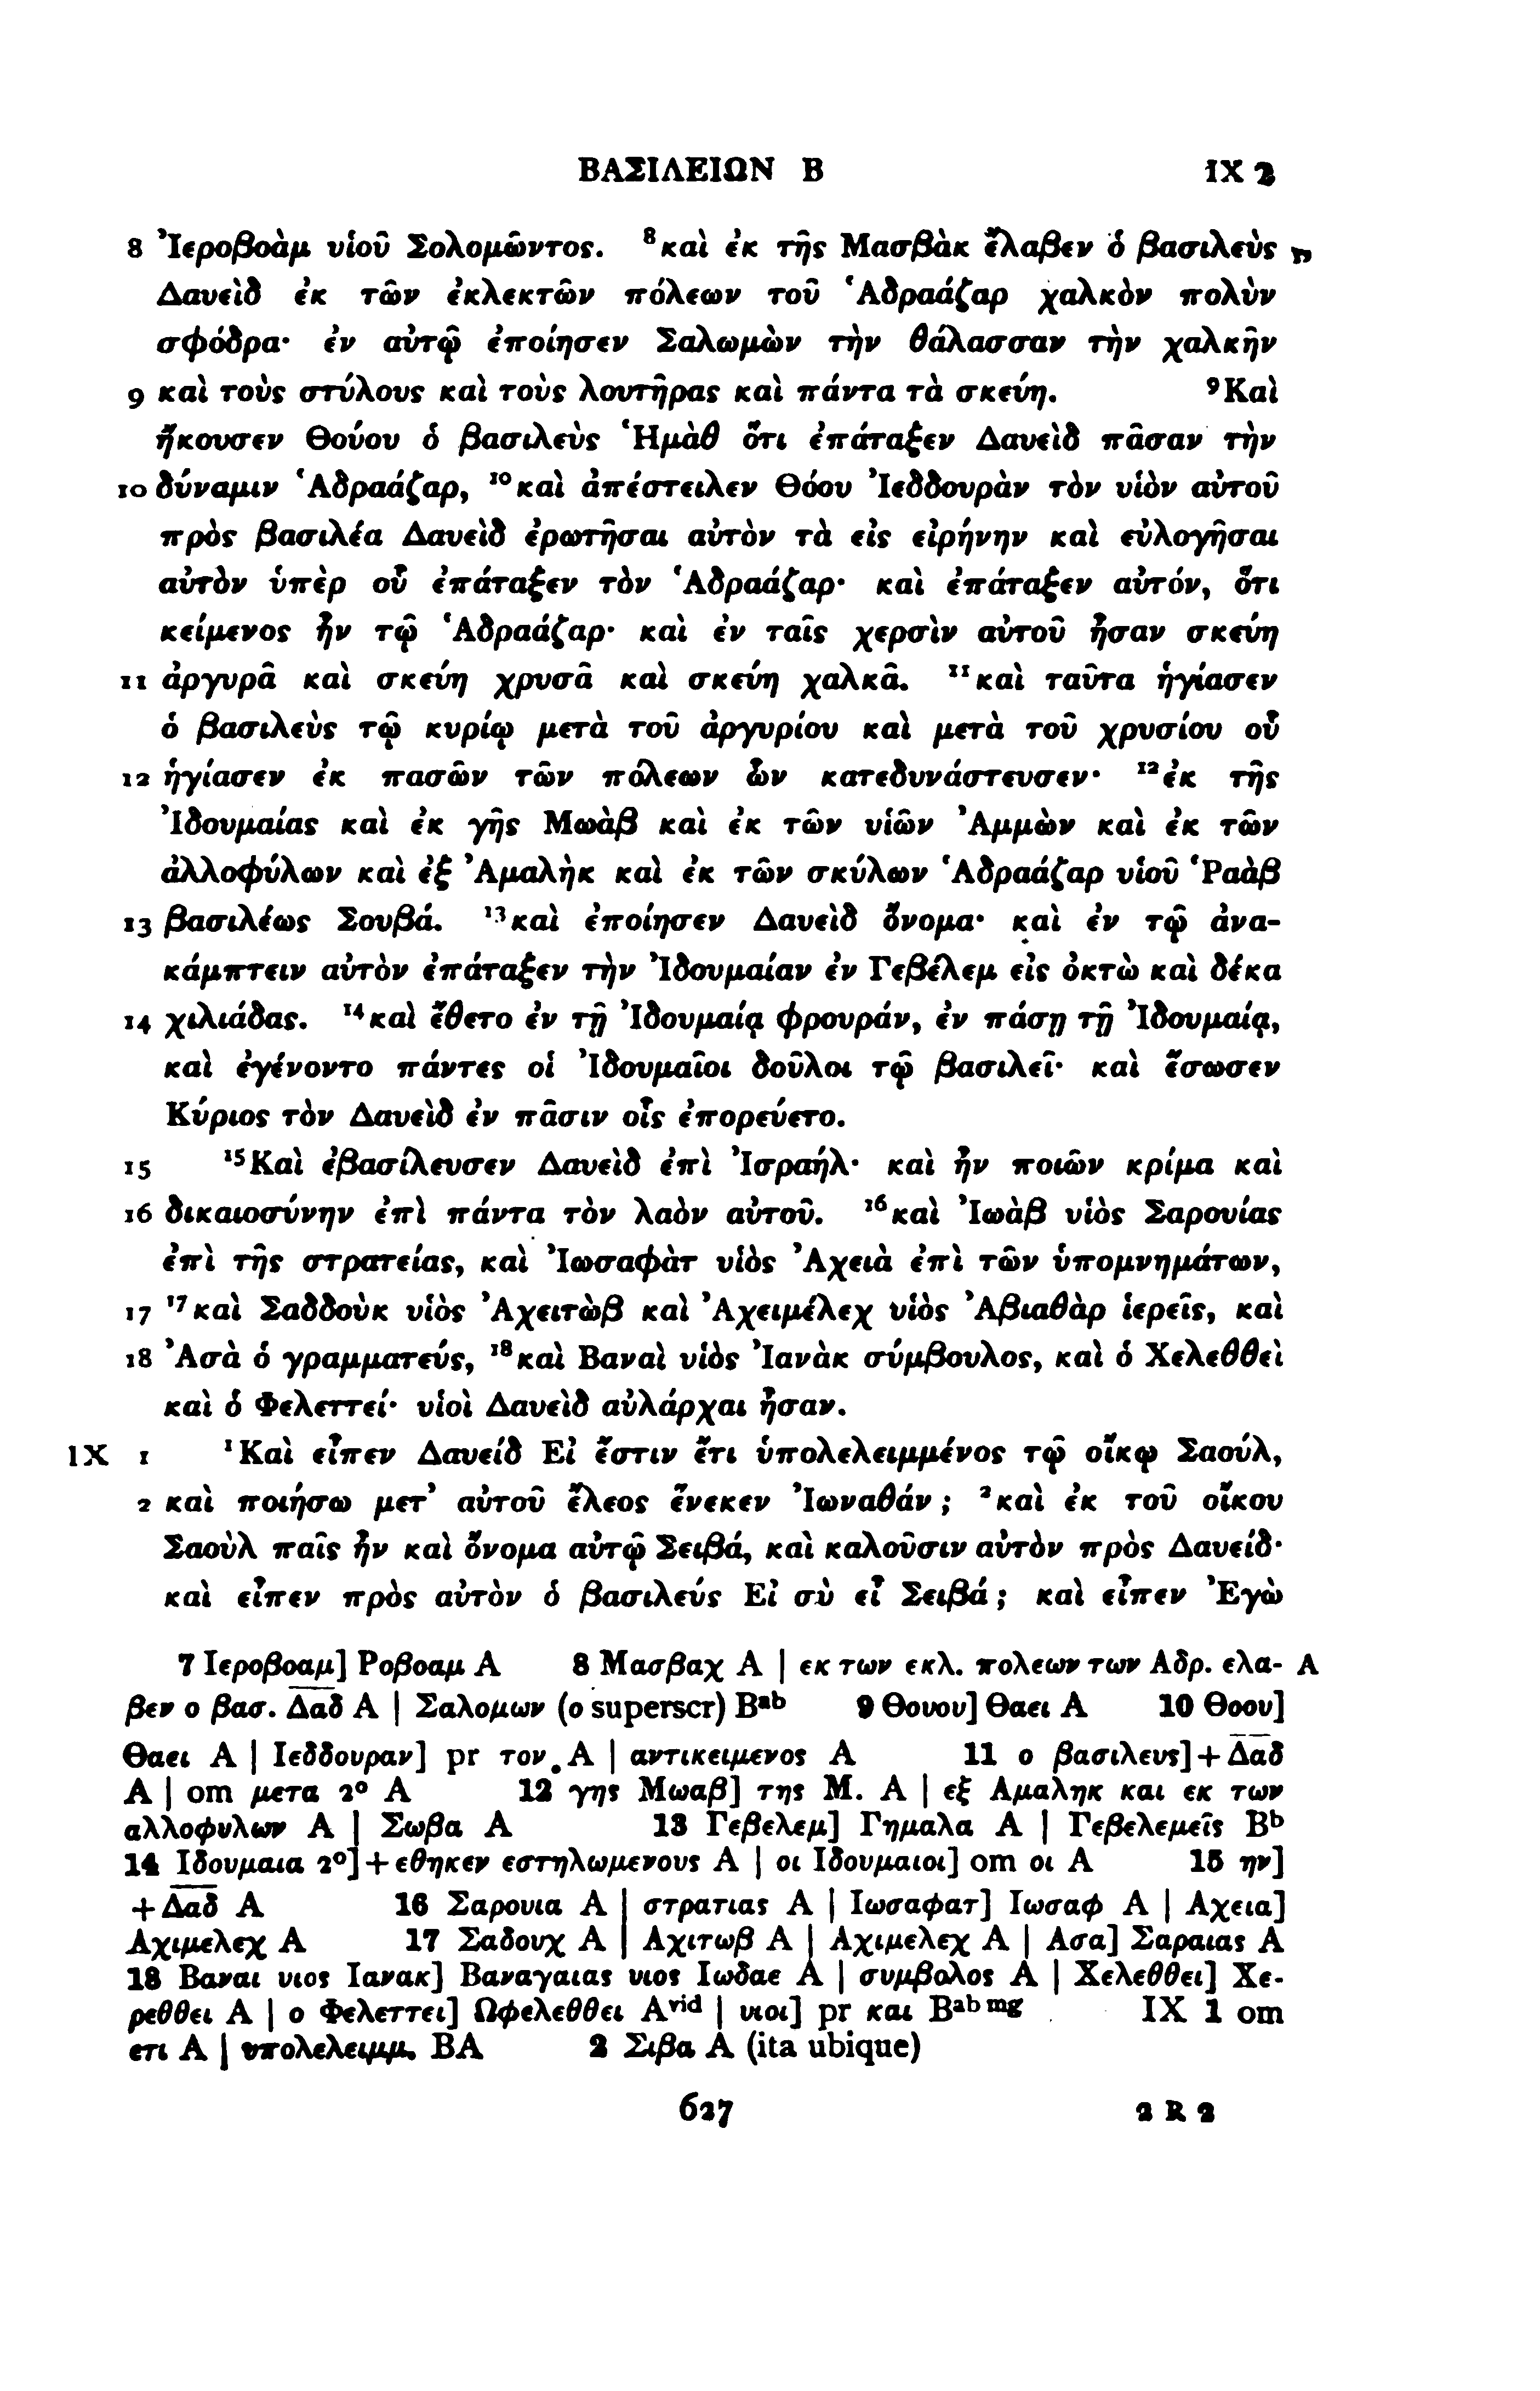 ΒΑΣΙΛΕΙΩΝ Β IX 2
8 Ἰεροβοὰμ υἱοῦ Σολομῶντος. ⁸καὶ ἐκ τῆς Μασβὰκ ἔλαβεν ὁ βασιλεὺς
Δαυεὶδ ἐκ τῶν ἐκλεκτῶν πόλεων τοῦ Ἁδραάζαρ χαλκὸν πολὺν
σφόδρα· ἐν αὐτῷ ἐποίησεν Σαλωμὼν τὴν θάλασσαν τὴν χαλκῆν
9 καὶ τοὺς στύλους καὶ τοὺς λουτῆρας καὶ πάντα τὰ σκεύη. ⁹Καὶ
ἤκουσεν Θούου ὁ βασιλεὺς Ἡμὰθ ὅτι ἐπάταξεν Δαυεὶδ πᾶσαν τὴν
10 δύναμιν Ἁδραάζαρ, ¹⁰καὶ ἀπέστειλεν Θόου Ἰεδδουρὰν τὸν υἱὸν αὐτοῦ
πρὸς βασιλέα Δαυεὶδ ἐρωτῆσαι αὐτὸν τὰ εἰς εἰρήνην καὶ εὐλογῆσαι
αὐτὸν ὑπὲρ οὗ ἐπάταξεν τὸν Ἁδραάζαρ· καὶ ἐπάταξεν αὐτόν, ὅτι
κείμενος ἦν τῷ Ἁδραάζαρ· καὶ ἐν ταῖς χερσὶν αὐτοῦ ἦσαν σκεύη
11 ἀργυρᾶ καὶ σκεύη χρυσᾶ καὶ σκεύη χαλκᾶ. ¹¹καὶ ταῦτα ἡγίασεν
ὁ βασιλεὺς τῷ κυρίῳ μετὰ τοῦ ἀργυρίου καὶ μετὰ τοῦ χρυσίου οὗ
12 ἡγίασεν ἐκ πασῶν τῶν πόλεων ὧν κατεδυνάστευσεν· ¹²ἐκ τῆς
Ἰδουμαίας καὶ ἐκ γῆς Μωὰβ καὶ ἐκ τῶν υἱῶν Ἀμμὼν καὶ ἐκ τῶν
ἀλλοφύλων καὶ ἐξ Ἀμαλὴκ καὶ ἐκ τῶν σκύλων Ἁδραάζαρ υἱοῦ Ῥαὰβ
13 βασιλέως Σουβά. ¹³καὶ ἐποίησεν Δαυεὶδ ὄνομα· καὶ ἐν τῷ ἀνα-
κάμπτειν αὐτὸν ἐπάταξεν τὴν Ἰδουμαίαν ἐν Γεβέλεμ εἰς ὀκτὼ καὶ δέκα
14 χιλιάδας. ¹⁴καὶ ἔθετο ἐν τῇ Ἰδουμαίᾳ φρουράν, ἐν πάσῃ τῇ Ἰδουμαίᾳ,
καὶ ἐγένοντο πάντες οἱ Ἰδουμαῖοι δοῦλοι τῷ βασιλεῖ· καὶ ἔσωσεν
Κύριος τὸν Δαυεὶδ ἐν πᾶσιν οἷς ἐπορεύετο.
15 ¹⁵Καὶ ἐβασίλευσεν Δαυεὶδ ἐπὶ Ἰσραήλ· καὶ ἦν ποιῶν κρίμα καὶ
16 δικαιοσύνην ἐπὶ πάντα τὸν λαὸν αὐτοῦ. ¹⁶καὶ Ἰωὰβ υἱὸς Σαρουίας
ἐπὶ τῆς στρατείας, καὶ Ἰωσαφὰτ υἱὸς Ἀχειὰ ἐπὶ τῶν ὑπομνημάτων,
17 ¹⁷καὶ Σαδδοὺκ υἱὸς Ἀχειτὼβ καὶ Ἀχειμέλεχ υἱὸς Ἀβιαθὰρ ἱερεῖς, καὶ
18 Ἀσὰ ὁ γραμματεύς, ¹⁸καὶ Βαναὶ υἱὸς Ἰανὰκ σύμβουλος, καὶ ὁ Χελεθθεὶ
καὶ ὁ Φελεττεί· υἱοὶ Δαυεὶδ αὐλάρχαι ἦσαν.
IX 1 ¹Καὶ εἶπεν Δαυείδ Εἰ ἔστιν ἔτι ὑπολελειμμένος τῷ οἴκῳ Σαούλ,
2 καὶ ποιήσω μετ᾽ αὐτοῦ ἔλεος ἕνεκεν Ἰωναθάν; ²καὶ ἐκ τοῦ οἴκου
Σαοὺλ παῖς ἦν καὶ ὄνομα αὐτῷ Σειβά, καὶ καλοῦσιν αὐτὸν πρὸς Δαυείδ·
καὶ εἶπεν πρὸς αὐτὸν ὁ βασιλεύς Εἰ σὺ εἶ Σειβά; καὶ εἶπεν Ἐγὼ
7 Ιεροβοαμ] Ροβοαμ A 8 Μασβαχ A | εκ των εκλ. πολεων των Αδρ. ελα- A
βεν ο βασ. Δ̅α̅δ̅ A | Σαλομων (ο superscr) Bᵃᵇ 9 Θουου] Θαει A 10 Θοου]
Θαει A | Ιεδδουραν] pr τον A | αντικειμενος A 11 ο βασιλευς]+Δ̅α̅δ̅
A | om μετα 2° A 12 γης Μωαβ] της Μ. A | εξ Αμαληκ και εκ των
αλλοφυλων A | Σωβα A 13 Γεβελεμ] Γημαλα A | Γεβελεμεῖς Bᵇ
14 Ιδουμαια 2°]+εθηκεν εστηλωμενους A | οι Ιδουμαιοι] om οι A 15 ην]
+Δ̅α̅δ̅ A 16 Σαρουια A | στρατιας A | Ιωσαφατ] Ιωσαφ A | Αχεια]
Αχιμελεχ A 17 Σαδουχ A | Αχιτωβ A | Αχιμελεχ A | Ασα] Σαραιας A
18 Βαναι υιος Ιανακ] Βαναγαιας υιος Ιωδαε A | συμβολος A | Χελεθθει] Χε-
ρεθθει A | ο Φελεττει] Ωφελεθθει Aᵛⁱᵈ | υιοι] pr και Bᵃᵇᵐᵍ IX 1 om
ετι A | υπολελειμμ. BA 2 Σιβα A (ita ubique)
627 2 R 2